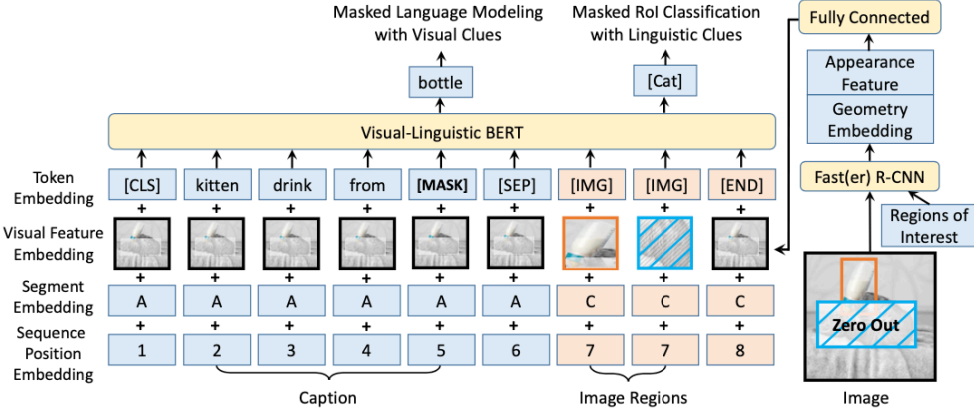 Masked Language Modeling
with Visual Clues
Masked RoI Classification
with Linguistic Clues
Fully Connected
bottle
[Cat]
Appearance
Feature
Geometry
Embedding
Visual-Linguistic BERT
Fast(er) R-CNN
Regions of
Interest
Token
Embedding
[CLS] kitten drink from [MASK] [SEP] [IMG] [IMG] [END]
+ + + + + + + + +
Visual Feature
Embedding
+ + + + + + + + +
Segment
Embedding
A A A A A A C C C
+ + + + + + + + +
Sequence
Position
Embedding
1 2 3 4 5 6 7 7 8
Zero Out
Caption
Image Regions
Image